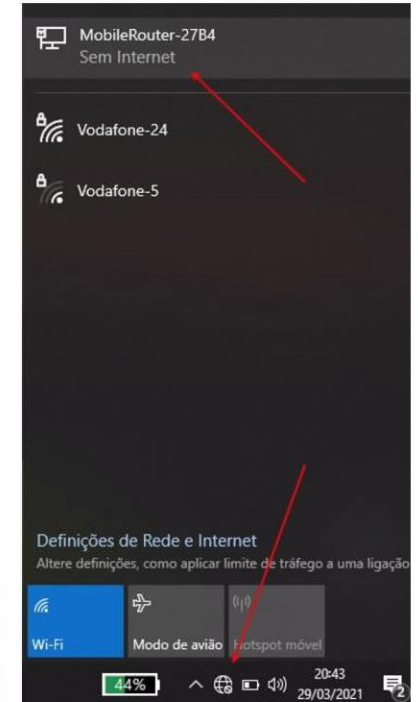 MobileRouter-27B4
Sem Internet
Vodafone-24
Vodafone-5
Definições de Rede e Internet
Altere definições, como aplicar limite de tráfego a uma ligação
Wi-Fi
Modo de avião
Hotspot móvel
44%
20:43
29/03/2021
2